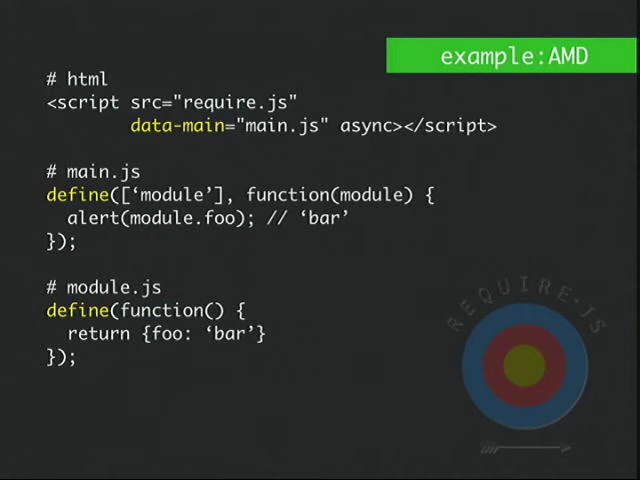 example:AMD
# html
<script src="require.js"
data-main="main.js" async></script>
# main.js
define([‘module’], function(module) {
alert(module.foo); // ‘bar’
});
# module.js
define(function() {
return {foo: ‘bar’}
});
REQUIRE.JS